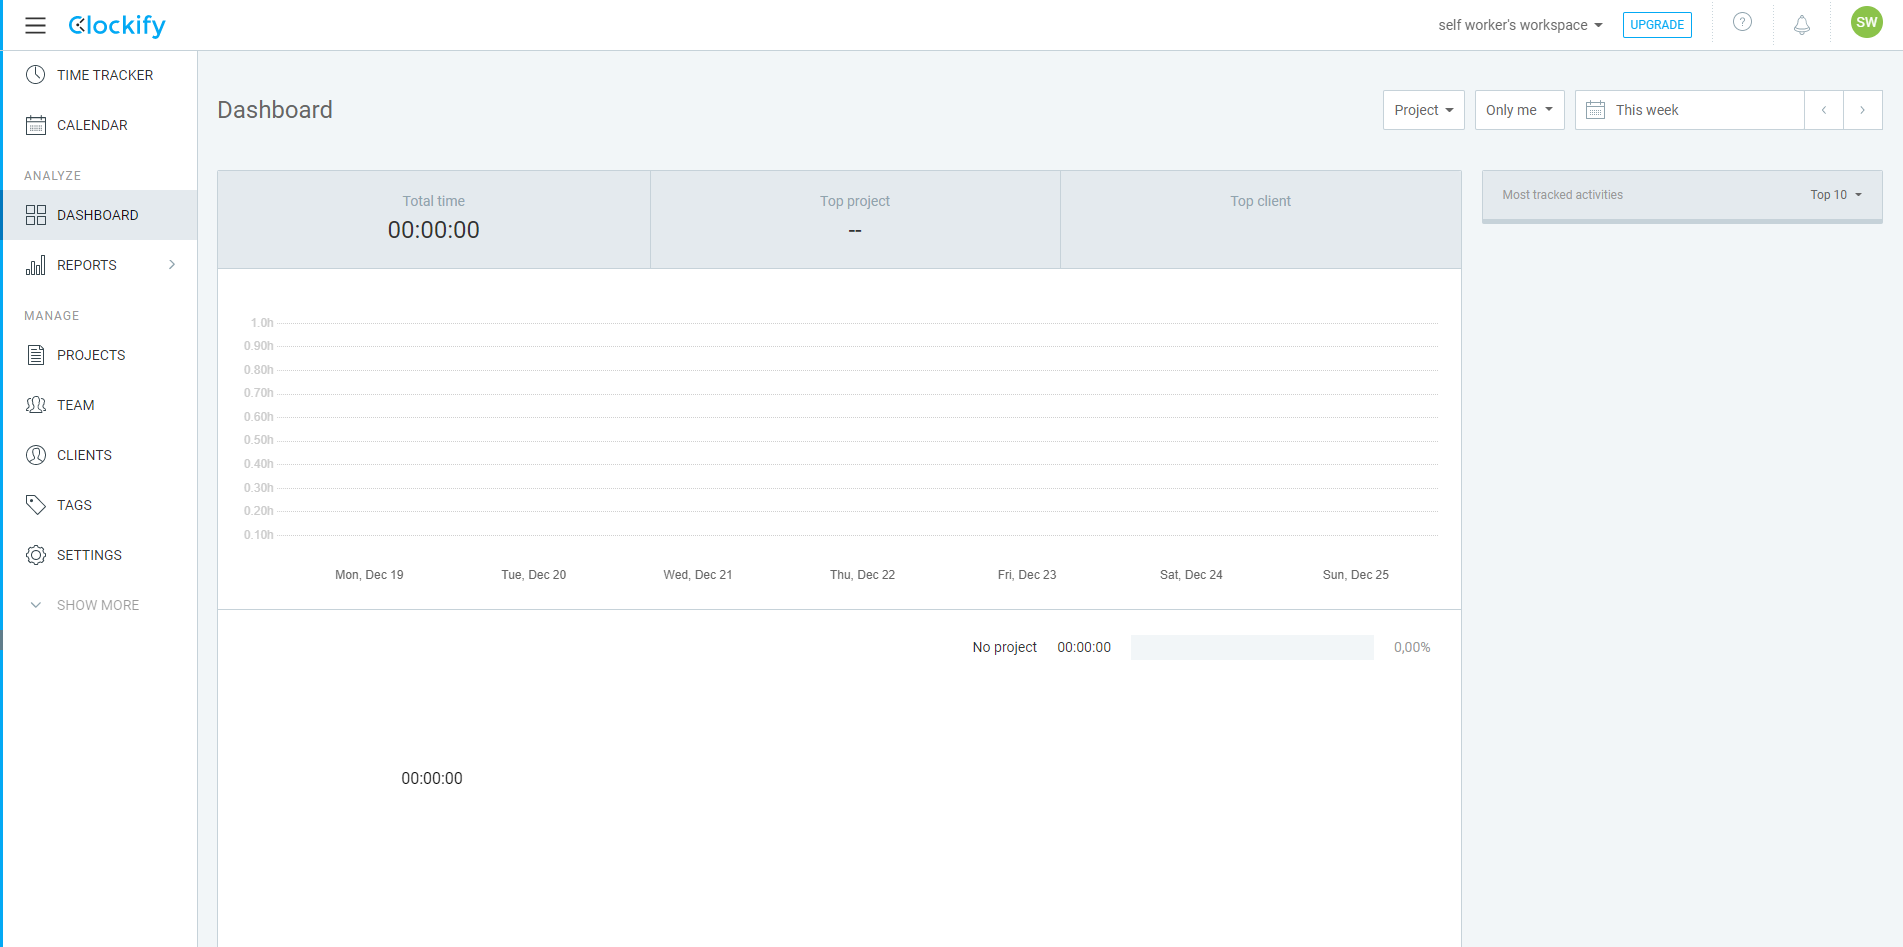 Clockify
self worker's workspace
UPGRADE
?
SW
TIME TRACKER
CALENDAR
ANALYZE
DASHBOARD
REPORTS
MANAGE
PROJECTS
TEAM
CLIENTS
TAGS
SETTINGS
SHOW MORE
Dashboard
Project
Only me
This week
Total time
00:00:00
Top project
--
Top client
Most tracked activities
Top 10
1.0h
0.90h
0.80h
0.70h
0.60h
0.50h
0.40h
0.30h
0.20h
0.10h
Mon, Dec 19
Tue, Dec 20
Wed, Dec 21
Thu, Dec 22
Fri, Dec 23
Sat, Dec 24
Sun, Dec 25
No project 00:00:00 0,00%
00:00:00